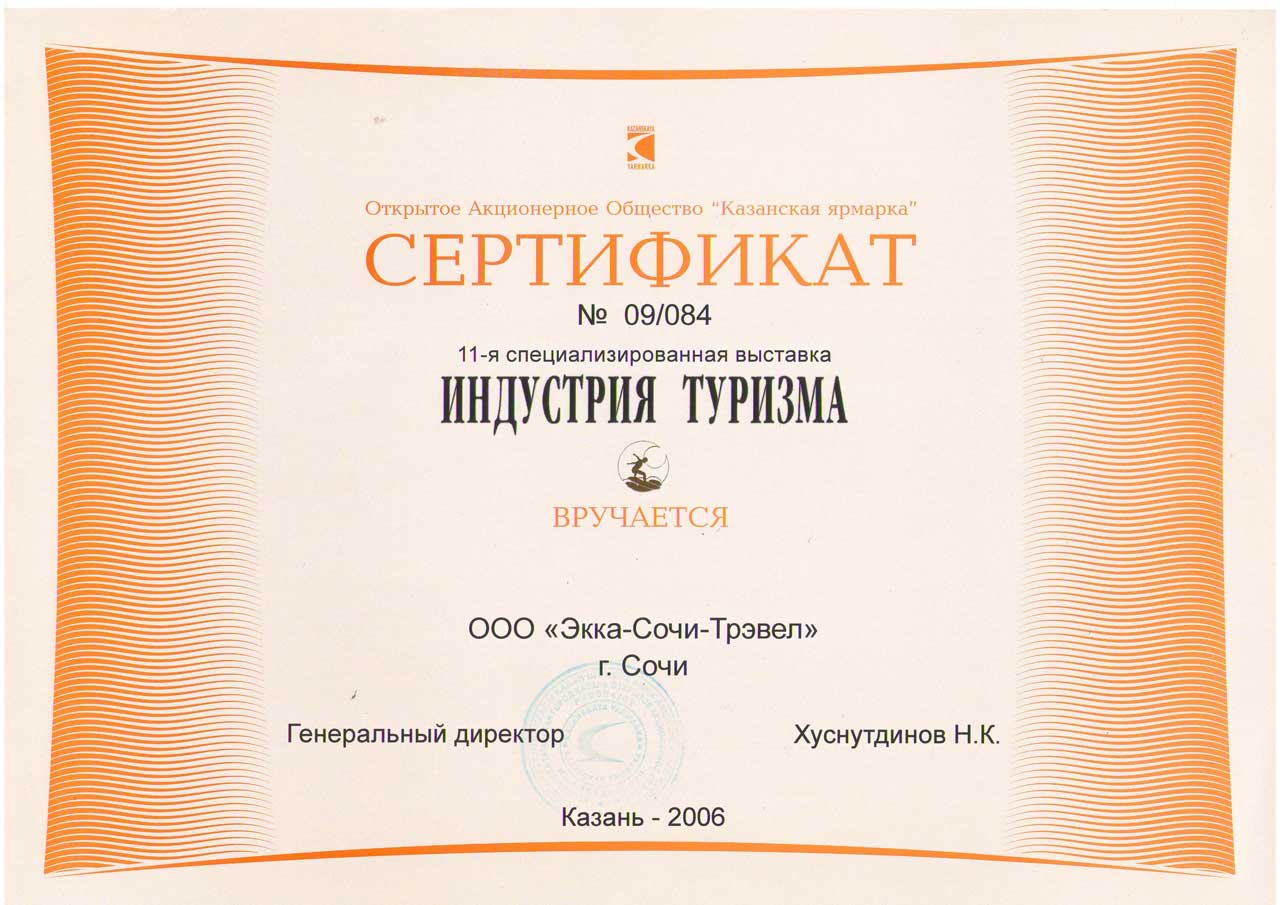 KAZANSKAYA
YARMARKA
Открытое Акционерное Общество “Казанская ярмарка”
СЕРТИФИКАТ
№ 09/084
11-я специализированная выставка
ИНДУСТРИЯ ТУРИЗМА
ВРУЧАЕТСЯ
ООО «Экка-Сочи-Трэвел»
г. Сочи
Генеральный директор
Хуснутдинов Н.К.
Казань - 2006